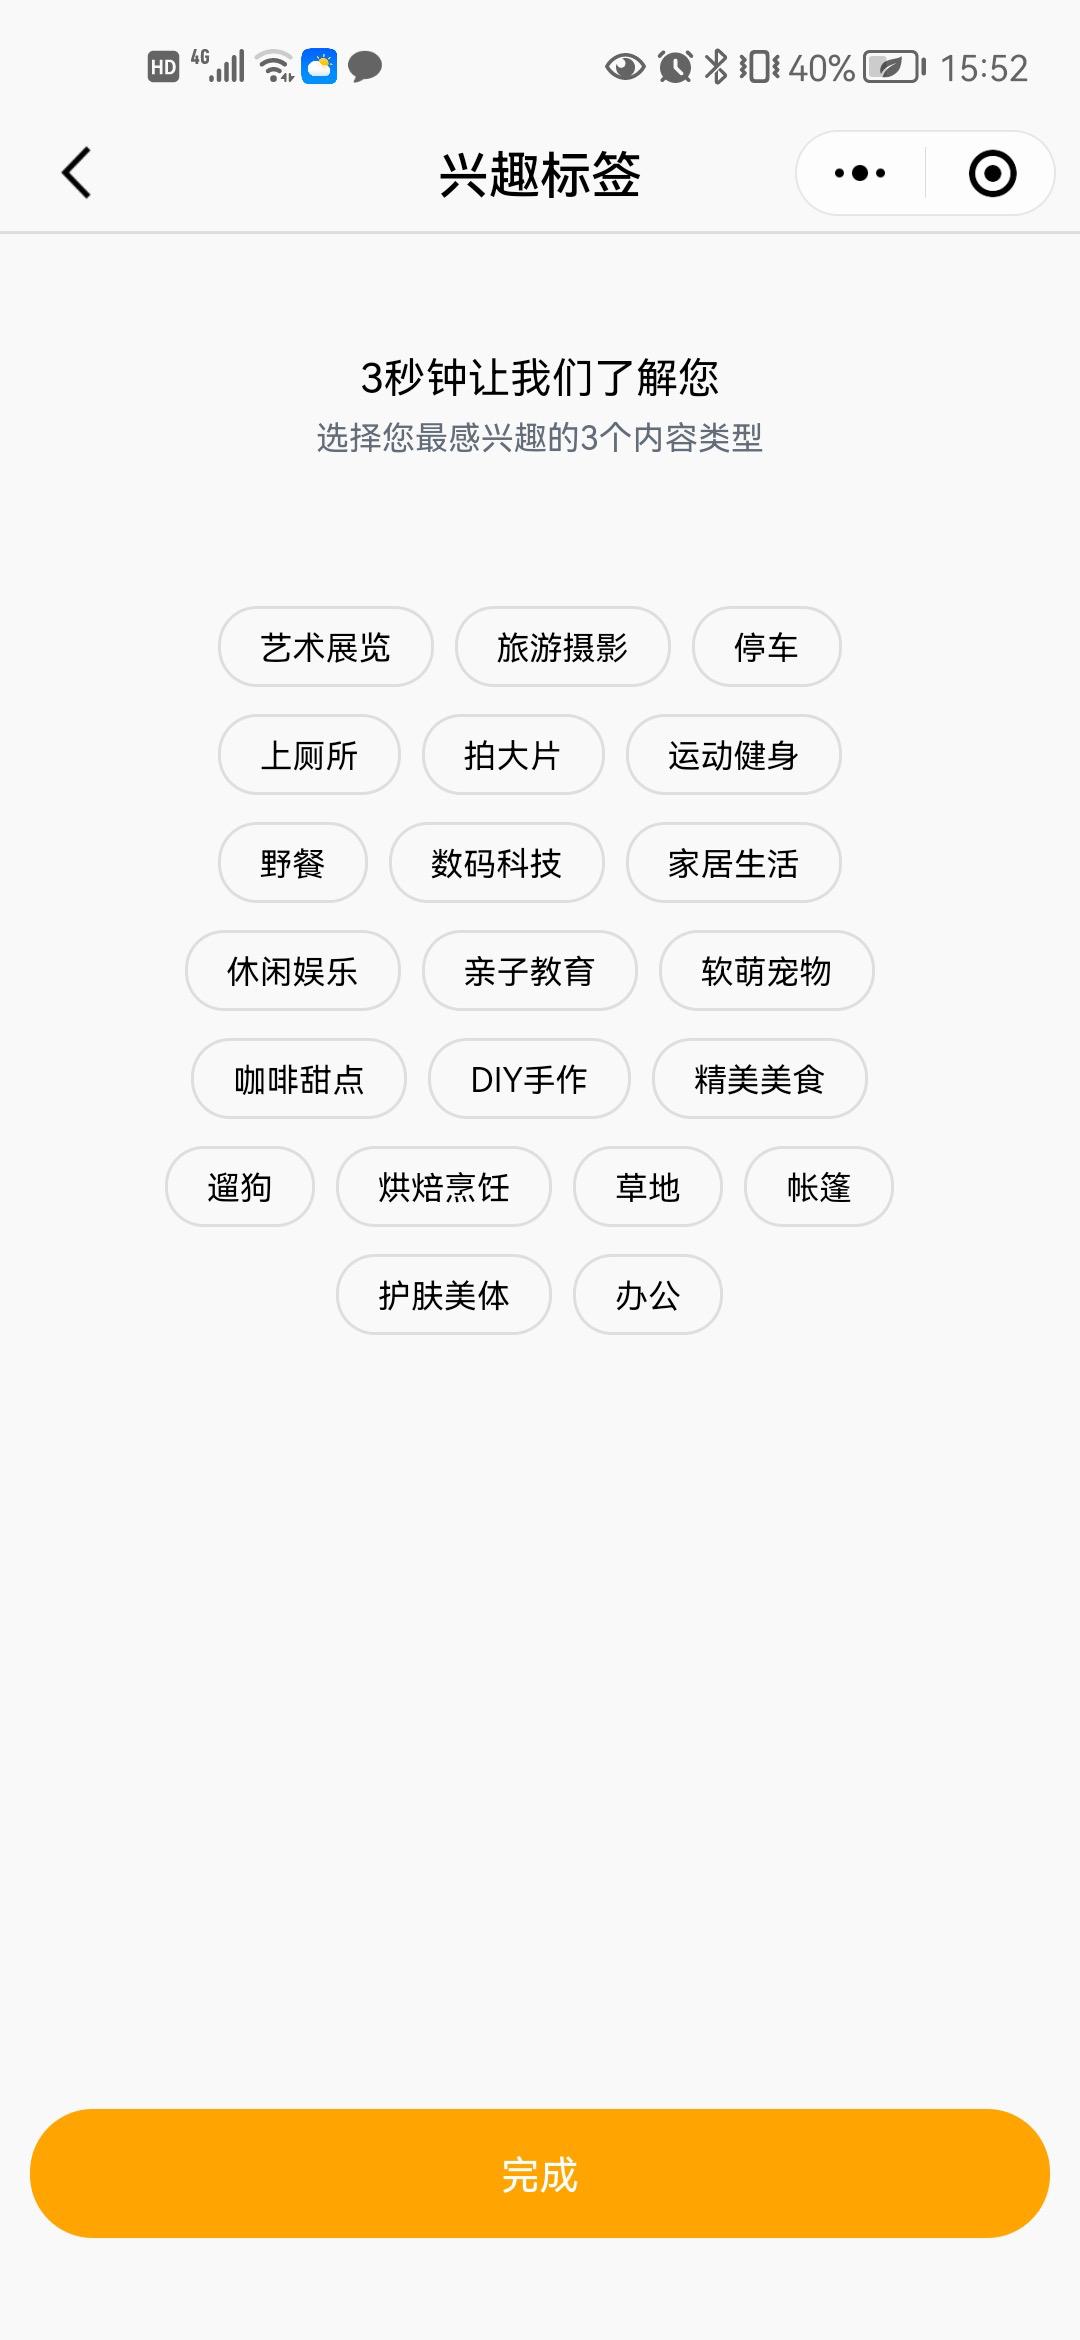 HD 4G 40% 15:52
兴趣标签
3秒钟让我们了解您
选择您最感兴趣的3个内容类型
艺术展览 旅游摄影 停车
上厕所 拍大片 运动健身
野餐 数码科技 家居生活
休闲娱乐 亲子教育 软萌宠物
咖啡甜点 DIY手作 精美美食
遛狗 烘焙烹饪 草地 帐篷
护肤美体 办公
完成